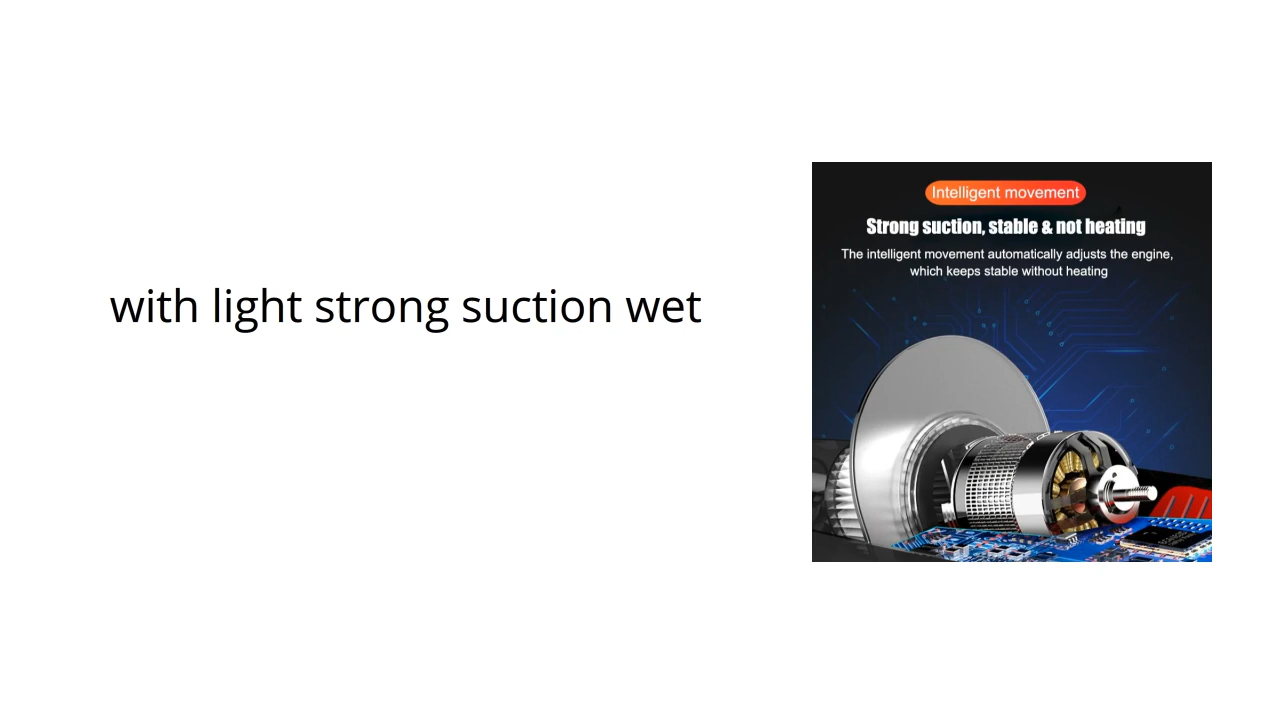 with light strong suction wet
Intelligent movement
Strong suction, stable & not heating
The intelligent movement automatically adjusts the engine,
which keeps stable without heating